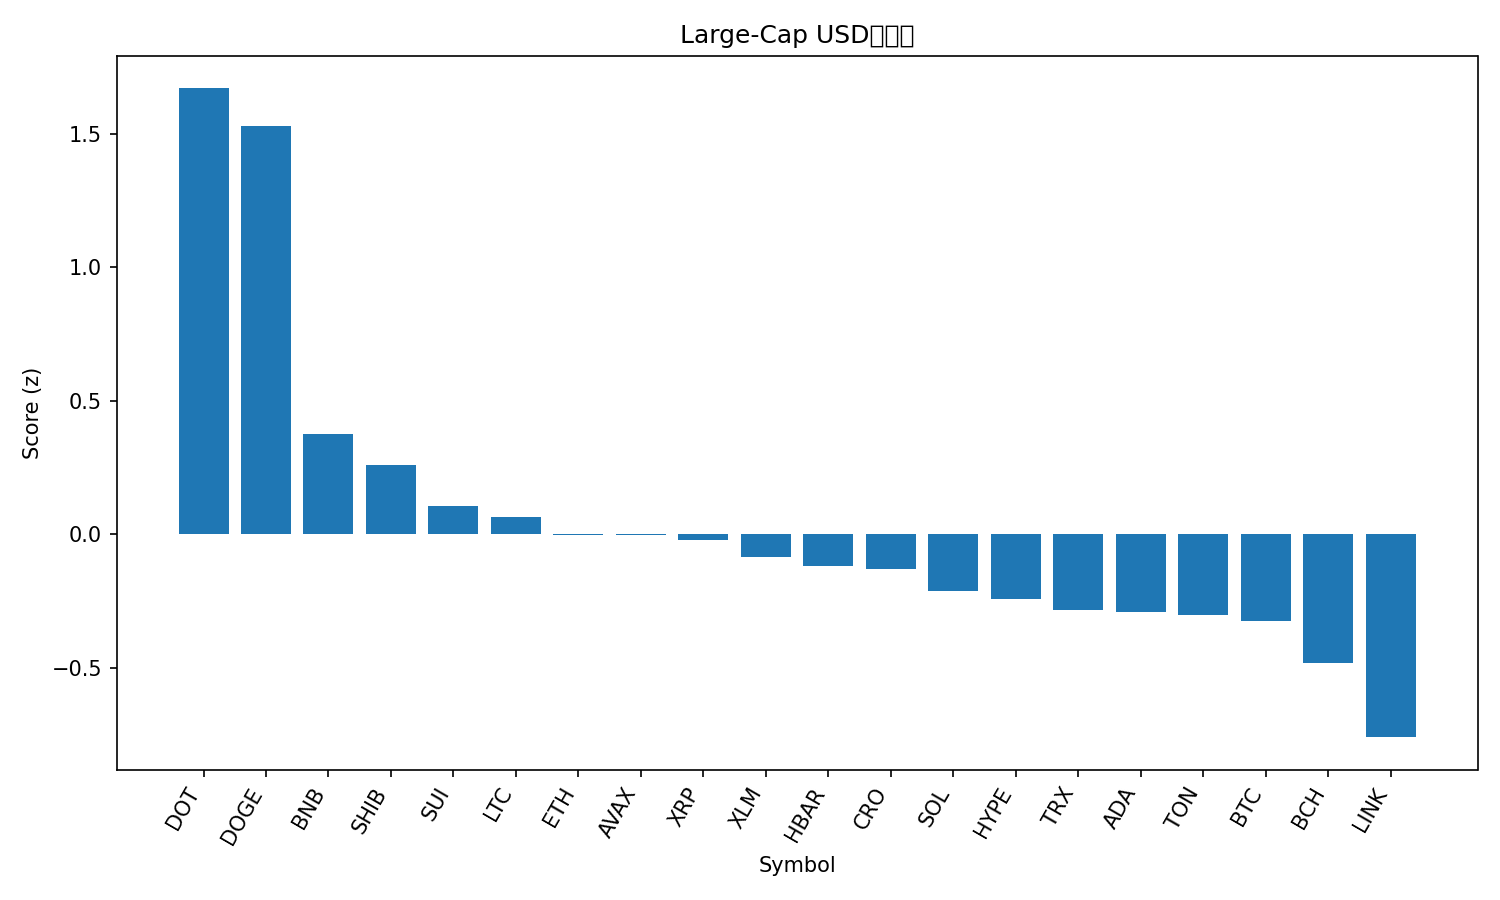 Large-Cap USD
1.5
1.0
0.5
0.0
−0.5
Score (z)
DOT
DOGE
BNB
SHIB
SUI
LTC
ETH
AVAX
XRP
XLM
HBAR
CRO
SOL
HYPE
TRX
ADA
TON
BTC
BCH
LINK
Symbol